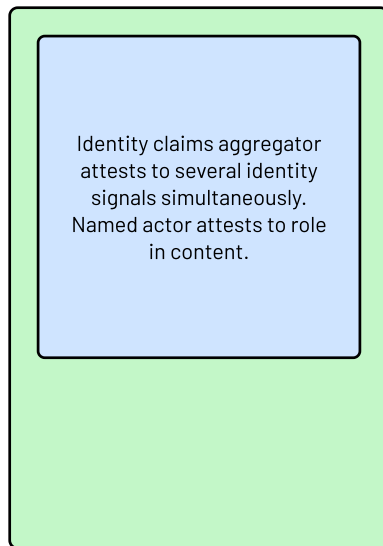 Identity claims aggregator
attests to several identity
signals simultaneously.
Named actor attests to role
in content.